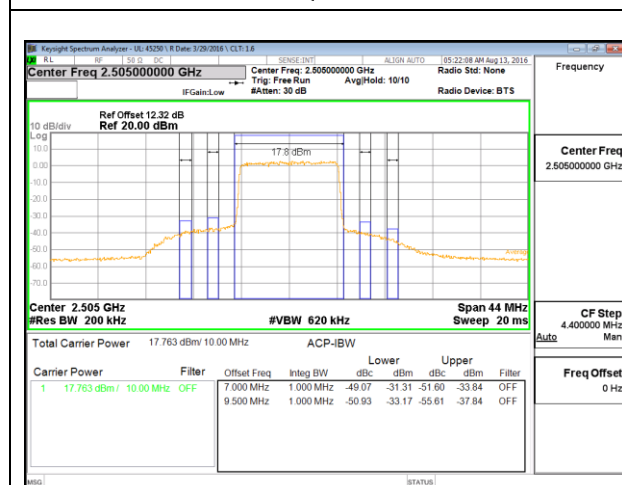 Keysight Spectrum Analyzer - UL: 45250 \ R Date: 3/29/2016 \ CLT: 1.6
RL RF 50 Ω DC SENSE:INT ALIGN AUTO 05:22:08 AM Aug 13, 2016
Center Freq 2.505000000 GHz
Center Freq: 2.505000000 GHz
Radio Std: None
Trig: Free Run Avg|Hold: 10/10
IFGain:Low #Atten: 30 dB Radio Device: BTS
Frequency
Ref Offset 12.32 dB
10 dB/div Ref 20.00 dBm
Log
10.0
0.00
-10.0
-20.0
-30.0
-40.0
-50.0
-60.0
-70.0
17.8 dBm
Average
Center 2.505 GHz Span 44 MHz
#Res BW 200 kHz #VBW 620 kHz Sweep 20 ms
Total Carrier Power 17.763 dBm/ 10.00 MHz ACP-IBW
Lower Upper
Carrier Power Filter Offset Freq Integ BW dBc dBm dBc dBm Filter
1 17.763 dBm / 10.00 MHz OFF 7.000 MHz 1.000 MHz -49.07 -31.31 -51.60 -33.84 OFF
9.500 MHz 1.000 MHz -50.93 -33.17 -55.61 -37.84 OFF
Center Freq
2.505000000 GHz
CF Step
4.400000 MHz
Auto Man
Freq Offset
0 Hz
MSG STATUS